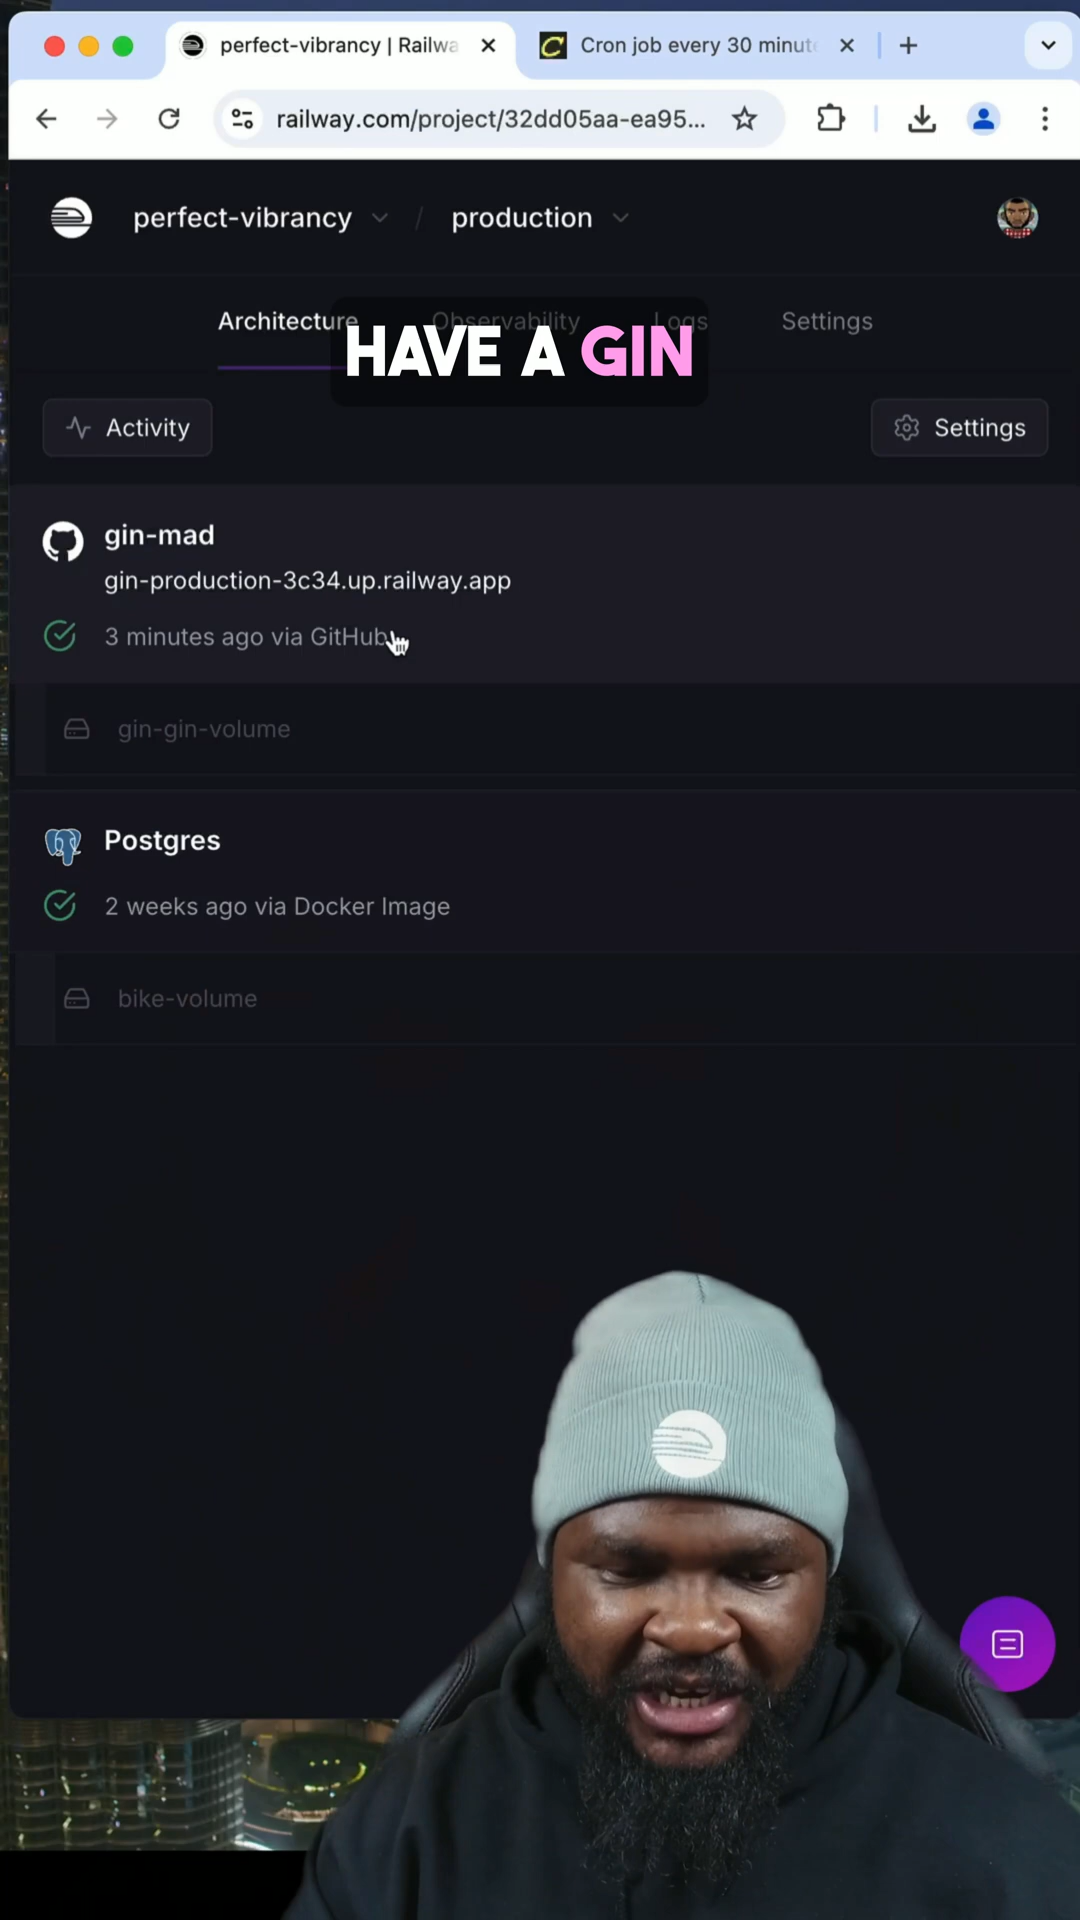 perfect-vibrancy | Railwa
Cron job every 30 minut
railway.com/project/32dd05aa-ea95...
perfect-vibrancy / production
Architecture Observability Logs Settings
HAVE A GIN
Activity
Settings
gin-mad
gin-production-3c34.up.railway.app
3 minutes ago via GitHub
gin-gin-volume
Postgres
2 weeks ago via Docker Image
bike-volume